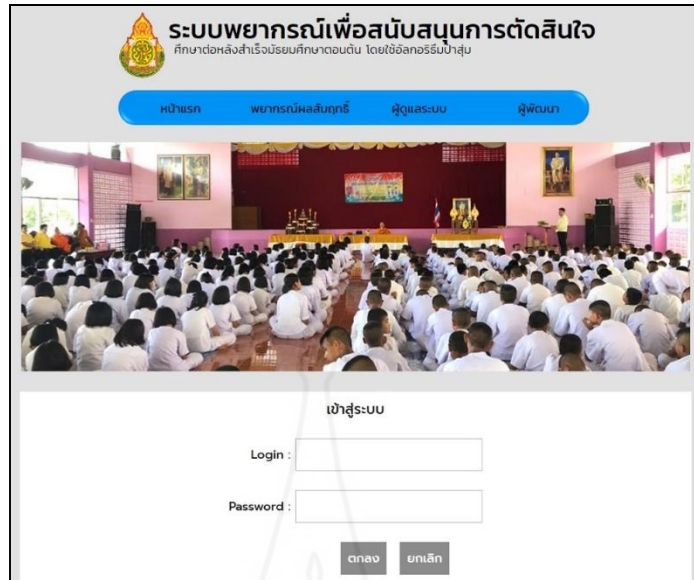 ระบบพยากรณ์เพื่อสนับสนุนการตัดสินใจ
ศึกษาต่อหลังสำเร็จมัธยมศึกษาตอนต้น โดยใช้อัลกอริธึมป่าสุ่ม
หน้าแรก พยากรณ์ผลสัมฤทธิ์ ผู้ดูแลระบบ ผู้พัฒนา
เข้าสู่ระบบ
Login :
Password :
ตกลง ยกเลิก